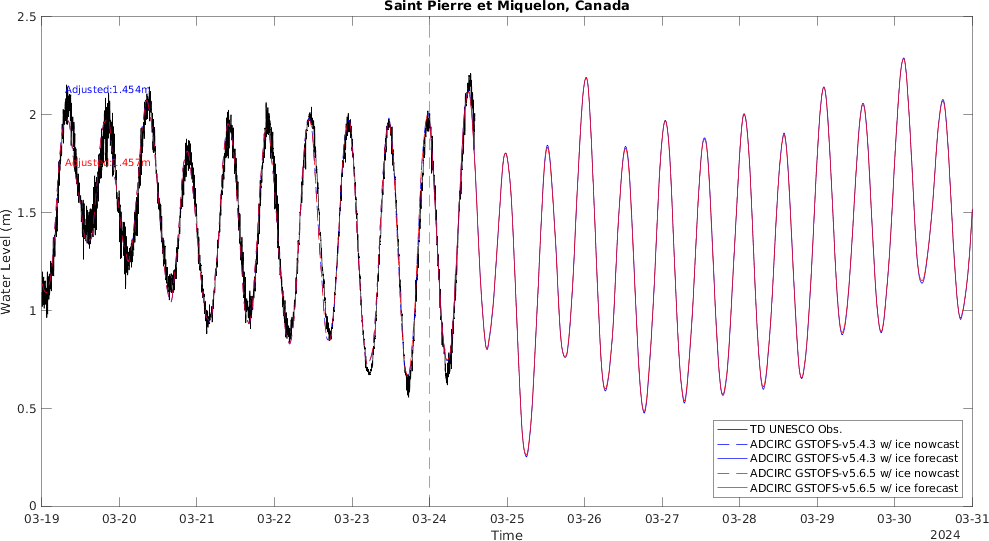 Saint Pierre et Miquelon, Canada
2.5
2
1.5
1
0.5
0
Water Level (m)
Adjusted:1.454m
Adjusted:1.457m
TD UNESCO Obs.
ADCIRC GSTOFS-v5.4.3 w/ ice nowcast
ADCIRC GSTOFS-v5.4.3 w/ ice forecast
ADCIRC GSTOFS-v5.6.5 w/ ice nowcast
ADCIRC GSTOFS-v5.6.5 w/ ice forecast
03-19 03-20 03-21 03-22 03-23 03-24 03-25 03-26 03-27 03-28 03-29 03-30 03-31
Time
2024